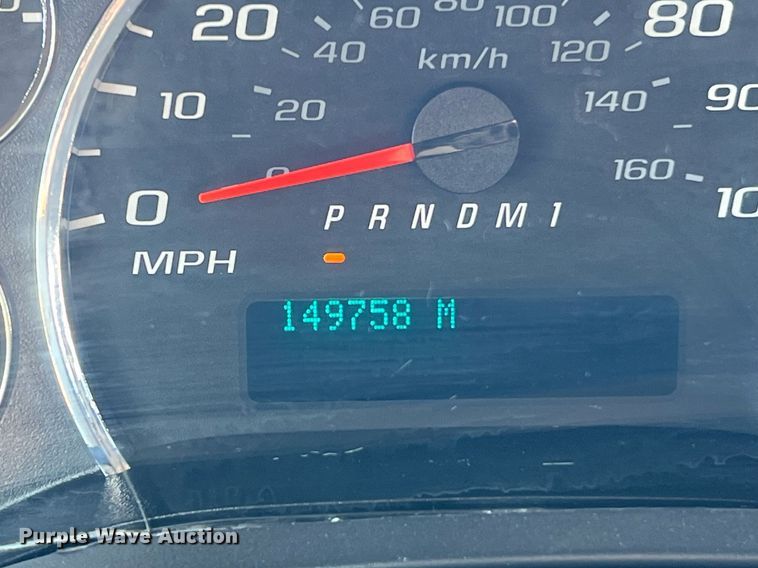 20 60 80 100 80
40 km/h 120
10 20 140 90
0 160
0 P R N D M 1 10
MPH
149758 M
Purple Wave Auction